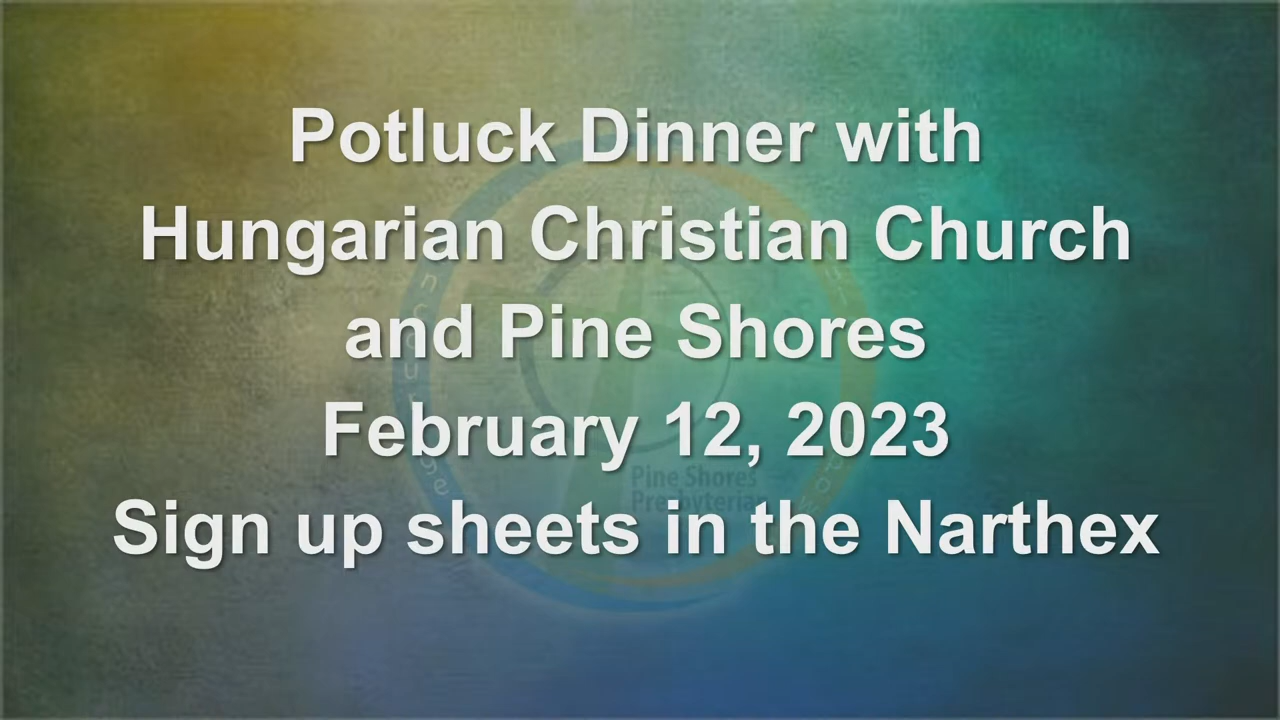 Potluck Dinner with
Hungarian Christian Church
and Pine Shores
February 12, 2023
Sign up sheets in the Narthex
Pine Shores
Presbyterian